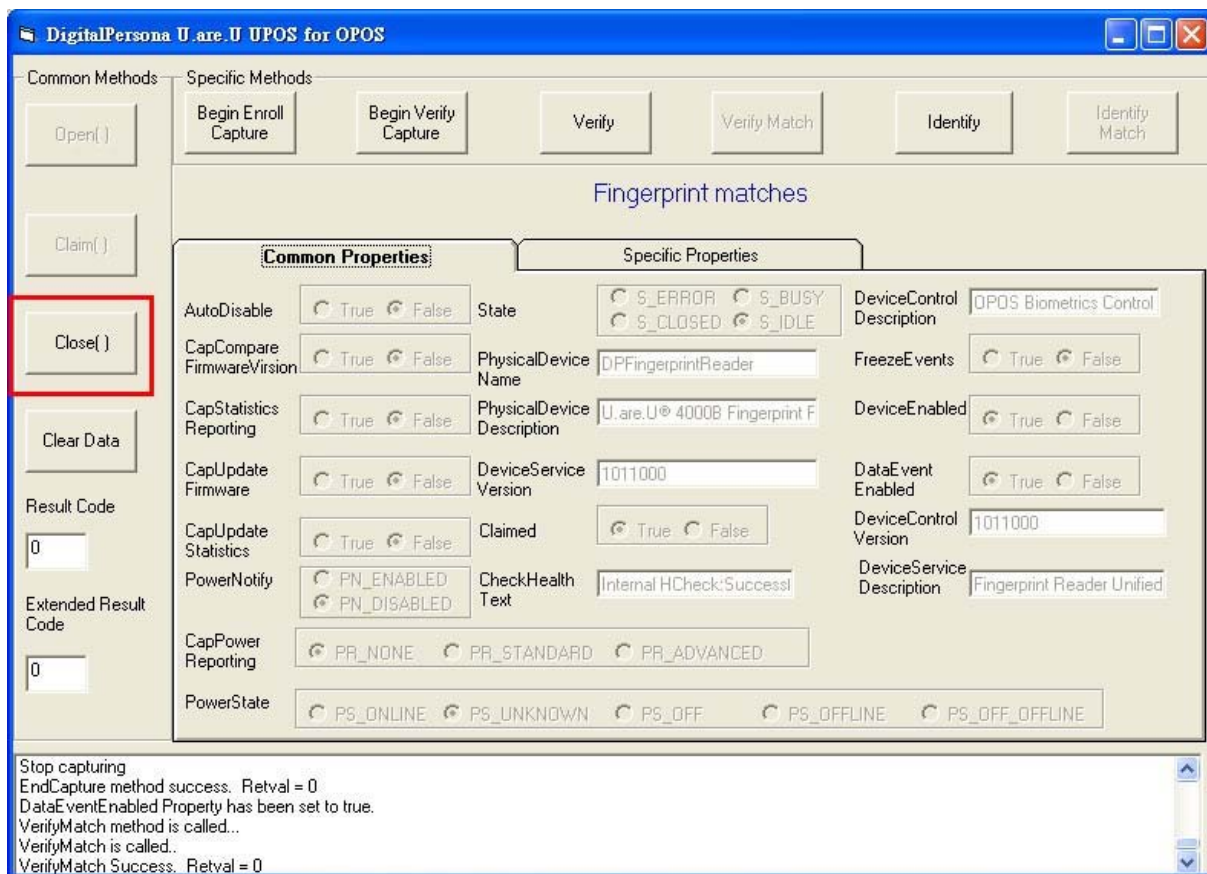 DigitalPersona U.are.U UPOS for OPOS
Common Methods
Specific Methods
Open( )
Begin Enroll
Capture
Begin Verify
Capture
Verify
Verify Match
Identify
Identify
Match
Fingerprint matches
Claim( )
Close( )
Clear Data
Result Code
0
Extended Result
Code
0
Common Properties
Specific Properties
AutoDisable
True False
CapCompare
FirmwareVirsion
True False
CapStatistics
Reporting
True False
CapUpdate
Firmware
True False
CapUpdate
Statistics
True False
PowerNotify
PN_ENABLED
PN_DISABLED
CapPower
Reporting
PR_NONE PR_STANDARD PR_ADVANCED
PowerState
PS_ONLINE PS_UNKNOWN PS_OFF PS_OFFLINE PS_OFF_OFFLINE
State
S_ERROR S_BUSY
S_CLOSED S_IDLE
PhysicalDevice
Name
DPFingerprintReader
PhysicalDevice
Description
U.are.U® 4000B Fingerprint F
DeviceService
Version
1011000
Claimed
True False
CheckHealth
Text
Internal HCheck:Successl
DeviceControl
Description
OPOS Biometrics Control
FreezeEvents
True False
DeviceEnabled
True False
DataEvent
Enabled
True False
DeviceControl
Version
1011000
DeviceService
Description
Fingerprint Reader Unified
Stop capturing
EndCapture method success. Retval = 0
DataEventEnabled Property has been set to true.
VerifyMatch method is called...
VerifyMatch is called..
VerifyMatch Success. Retval = 0